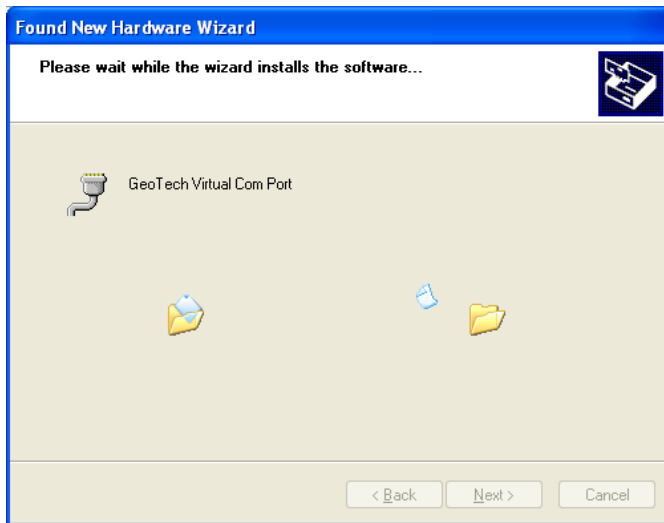 Found New Hardware Wizard
Please wait while the wizard installs the software...
GeoTech Virtual Com Port
< Back
Next >
Cancel